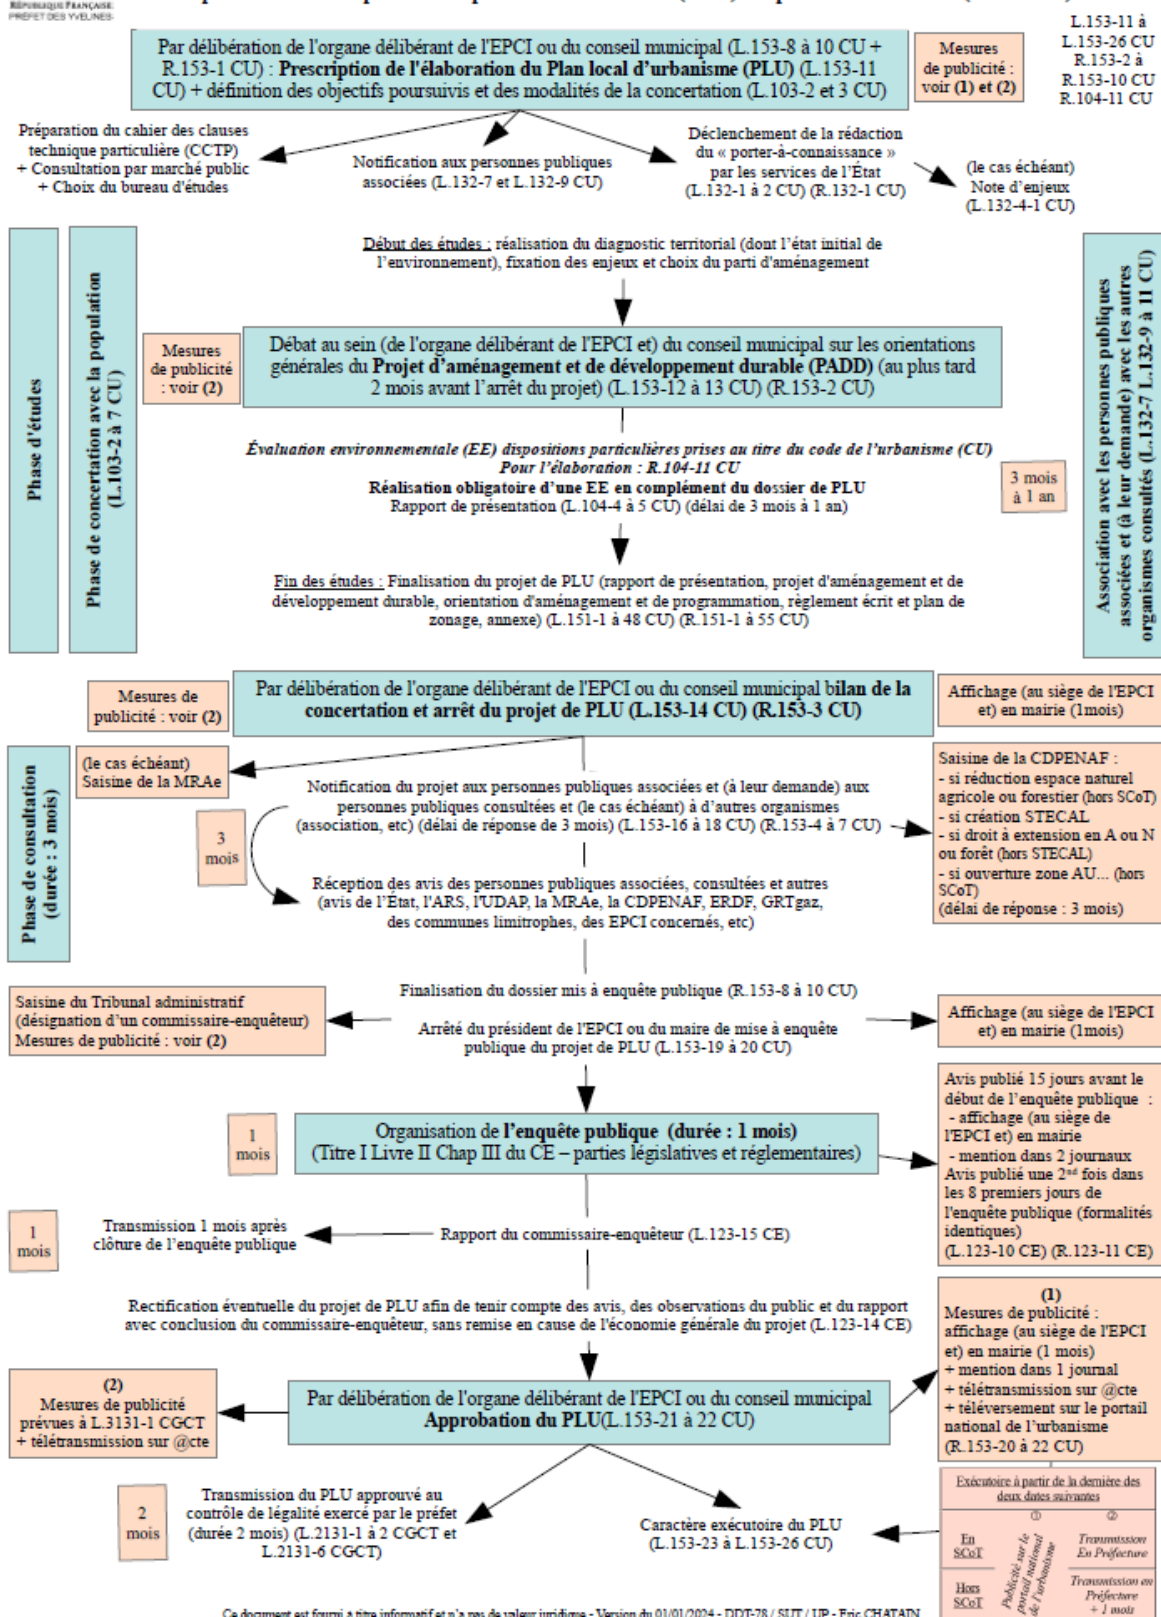 RÉPUBLIQUE FRANÇAISE
PRÉFET DES YVELINES
L.153-11 à
L.153-26 CU
R.153-2 à
R.153-10 CU
R.104-11 CU
Par délibération de l'organe délibérant de l'EPCI ou du conseil municipal (L.153-8 à 10 CU +
R.153-1 CU) : Prescription de l'élaboration du Plan local d'urbanisme (PLU) (L.153-11
CU) + définition des objectifs poursuivis et des modalités de la concertation (L.103-2 et 3 CU)
Mesures
de publicité :
voir (1) et (2)
Préparation du cahier des clauses
technique particulière (CCTP)
+ Consultation par marché public
+ Choix du bureau d'études
Notification aux personnes publiques
associées (L.132-7 et L.132-9 CU)
Déclenchement de la rédaction
du « porter-à-connaissance »
par les services de l'État
(L.132-1 à 2 CU) (R.132-1 CU)
(le cas échéant)
Note d'enjeux
(L.132-4-1 CU)
Phase d'études
Phase de concertation avec la population
(L.103-2 à 7 CU)
Début des études : réalisation du diagnostic territorial (dont l'état initial de
l'environnement), fixation des enjeux et choix du parti d'aménagement
Association avec les personnes publiques
associées et (à leur demande) avec les autres
organismes consultés (L.132-7 L.132-9 à 11 CU)
Mesures
de publicité
: voir (2)
Débat au sein (de l'organe délibérant de l'EPCI et) du conseil municipal sur les orientations
générales du Projet d'aménagement et de développement durable (PADD) (au plus tard
2 mois avant l'arrêt du projet) (L.153-12 à 13 CU) (R.153-2 CU)
Évaluation environnementale (EE) dispositions particulières prises au titre du code de l'urbanisme (CU)
Pour l'élaboration : R.104-11 CU
Réalisation obligatoire d'une EE en complément du dossier de PLU
Rapport de présentation (L.104-4 à 5 CU) (délai de 3 mois à 1 an)
3 mois
à 1 an
Fin des études : Finalisation du projet de PLU (rapport de présentation, projet d'aménagement et de
développement durable, orientation d'aménagement et de programmation, règlement écrit et plan de
zonage, annexe) (L.151-1 à 48 CU) (R.151-1 à 55 CU)
Mesures de
publicité : voir (2)
Par délibération de l'organe délibérant de l'EPCI ou du conseil municipal bilan de la
concertation et arrêt du projet de PLU (L.153-14 CU) (R.153-3 CU)
Affichage (au siège de l'EPCI
et) en mairie (1mois)
Phase de consultation
(durée : 3 mois)
(le cas échéant)
Saisine de la MRAe
Notification du projet aux personnes publiques associées et (à leur demande) aux
personnes publiques consultées et (le cas échéant) à d'autres organismes
(association, etc) (délai de réponse de 3 mois) (L.153-16 à 18 CU) (R.153-4 à 7 CU)
3
mois
Saisine de la CDPENAF :
- si réduction espace naturel
agricole ou forestier (hors SCoT)
- si création STECAL
- si droit à extension en A ou N
ou forêt (hors STECAL)
- si ouverture zone AU... (hors
SCoT)
(délai de réponse : 3 mois)
Réception des avis des personnes publiques associées, consultées et autres
(avis de l'État, l'ARS, l'UDAP, la MRAe, la CDPENAF, ERDF, GRTgaz,
des communes limitrophes, des EPCI concernés, etc)
Saisine du Tribunal administratif
(désignation d'un commissaire-enquêteur)
Mesures de publicité : voir (2)
Finalisation du dossier mis à enquête publique (R.153-8 à 10 CU)
Arrêté du président de l'EPCI ou du maire de mise à enquête
publique du projet de PLU (L.153-19 à 20 CU)
Affichage (au siège de l'EPCI
et) en mairie (1mois)
1
mois
Organisation de l'enquête publique (durée : 1 mois)
(Titre I Livre II Chap III du CE – parties législatives et réglementaires)
Avis publié 15 jours avant le
début de l'enquête publique :
- affichage (au siège de
l'EPCI et) en mairie
- mention dans 2 journaux
Avis publié une 2nd fois dans
les 8 premiers jours de
l'enquête publique (formalités
identiques)
(L.123-10 CE) (R.123-11 CE)
1
mois
Transmission 1 mois après
clôture de l'enquête publique
Rapport du commissaire-enquêteur (L.123-15 CE)
Rectification éventuelle du projet de PLU afin de tenir compte des avis, des observations du public et du rapport
avec conclusion du commissaire-enquêteur, sans remise en cause de l'économie générale du projet (L.123-14 CE)
(1)
Mesures de publicité :
affichage (au siège de l'EPCI
et) en mairie (1 mois)
+ mention dans 1 journal
+ télétransmission sur @cte
+ téléversement sur le portail
national de l'urbanisme
(R.153-20 à 22 CU)
(2)
Mesures de publicité
prévues à L.3131-1 CGCT
+ télétransmission sur @cte
Par délibération de l'organe délibérant de l'EPCI ou du conseil municipal
Approbation du PLU(L.153-21 à 22 CU)
2
mois
Transmission du PLU approuvé au
contrôle de légalité exercé par le préfet
(durée 2 mois) (L.2131-1 à 2 CGCT et
L.2131-6 CGCT)
Caractère exécutoire du PLU
(L.153-23 à L.153-26 CU)
Exécutoire à partir de la dernière des
deux dates suivantes
① ②
En
SCoT
Publicité sur le
portail national
de l'urbanisme
Transmission
En Préfecture
Hors
SCoT
Transmission en
Préfecture
+ 1 mois
Ce document est fourni à titre informatif et n'a pas de valeur juridique - Version du 01/01/2024 - DDT-78 / SUT / UP - Eric CHATAIN